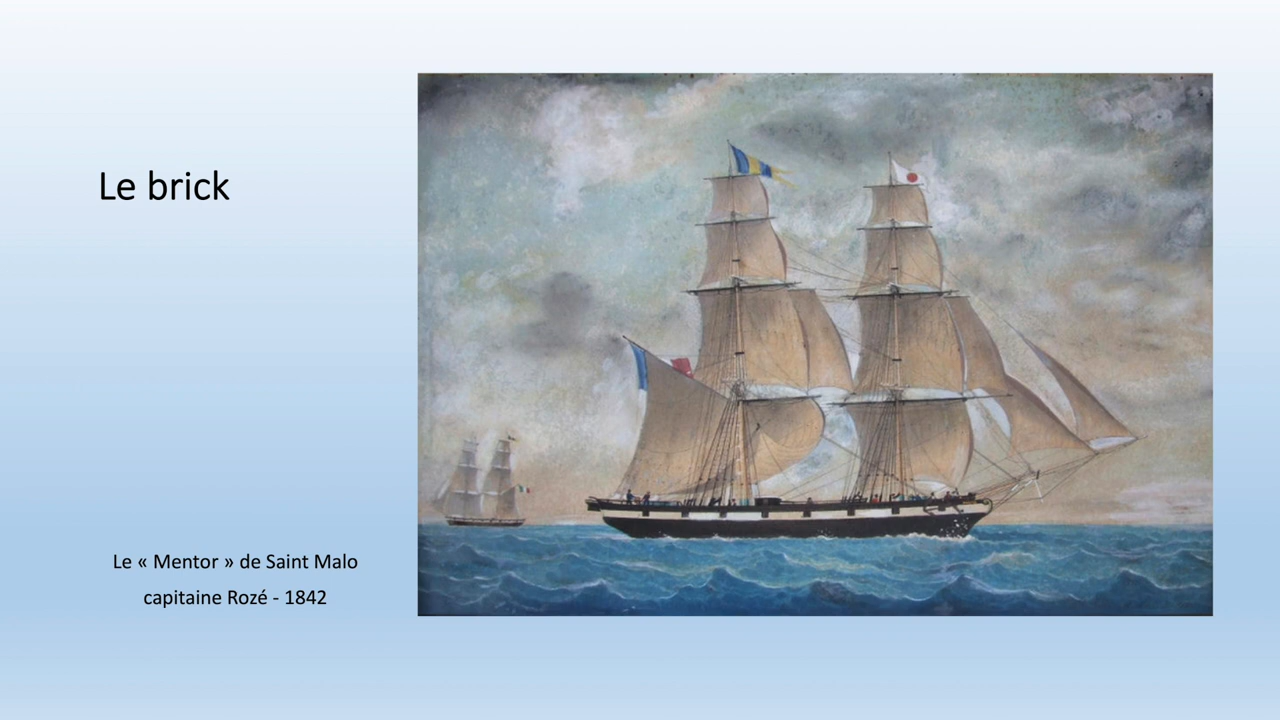 Le brick
Le « Mentor » de Saint Malo
capitaine Rozé - 1842